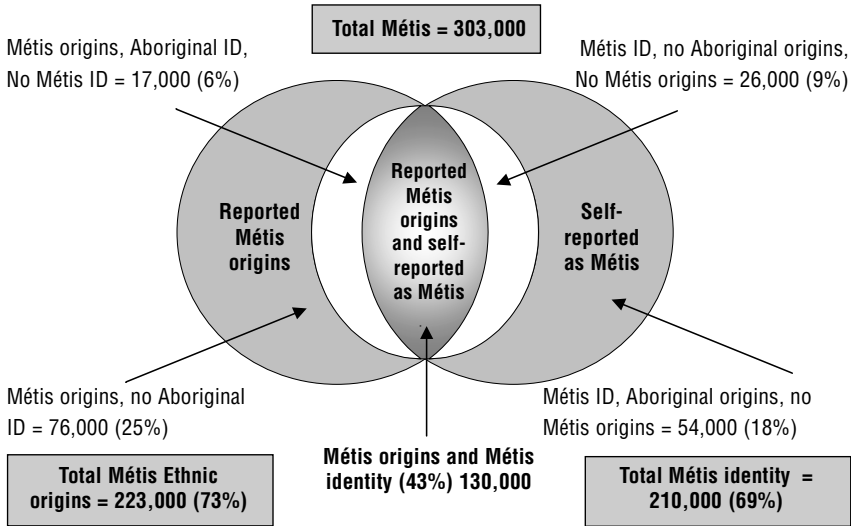 Total Métis = 303,000
Métis origins, Aboriginal ID,
No Métis ID = 17,000 (6%)
Métis ID, no Aboriginal origins,
No Métis origins = 26,000 (9%)
Reported
Métis
origins
Reported
Métis
origins
and self-
reported
as Métis
Self-
reported
as Métis
Métis origins, no Aboriginal
ID = 76,000 (25%)
Métis ID, Aboriginal origins, no
Métis origins = 54,000 (18%)
Métis origins and Métis
identity (43%) 130,000
Total Métis Ethnic
origins = 223,000 (73%)
Total Métis identity =
210,000 (69%)